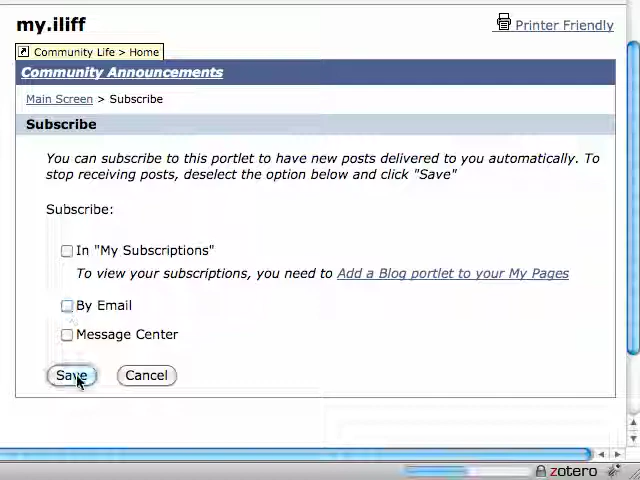 my.iliff
Printer Friendly
Community Life > Home
Community Announcements
Main Screen > Subscribe
Subscribe
You can subscribe to this portlet to have new posts delivered to you automatically. To
stop receiving posts, deselect the option below and click "Save"
Subscribe:
In "My Subscriptions"
To view your subscriptions, you need to Add a Blog portlet to your My Pages
By Email
Message Center
Save
Cancel
zotero